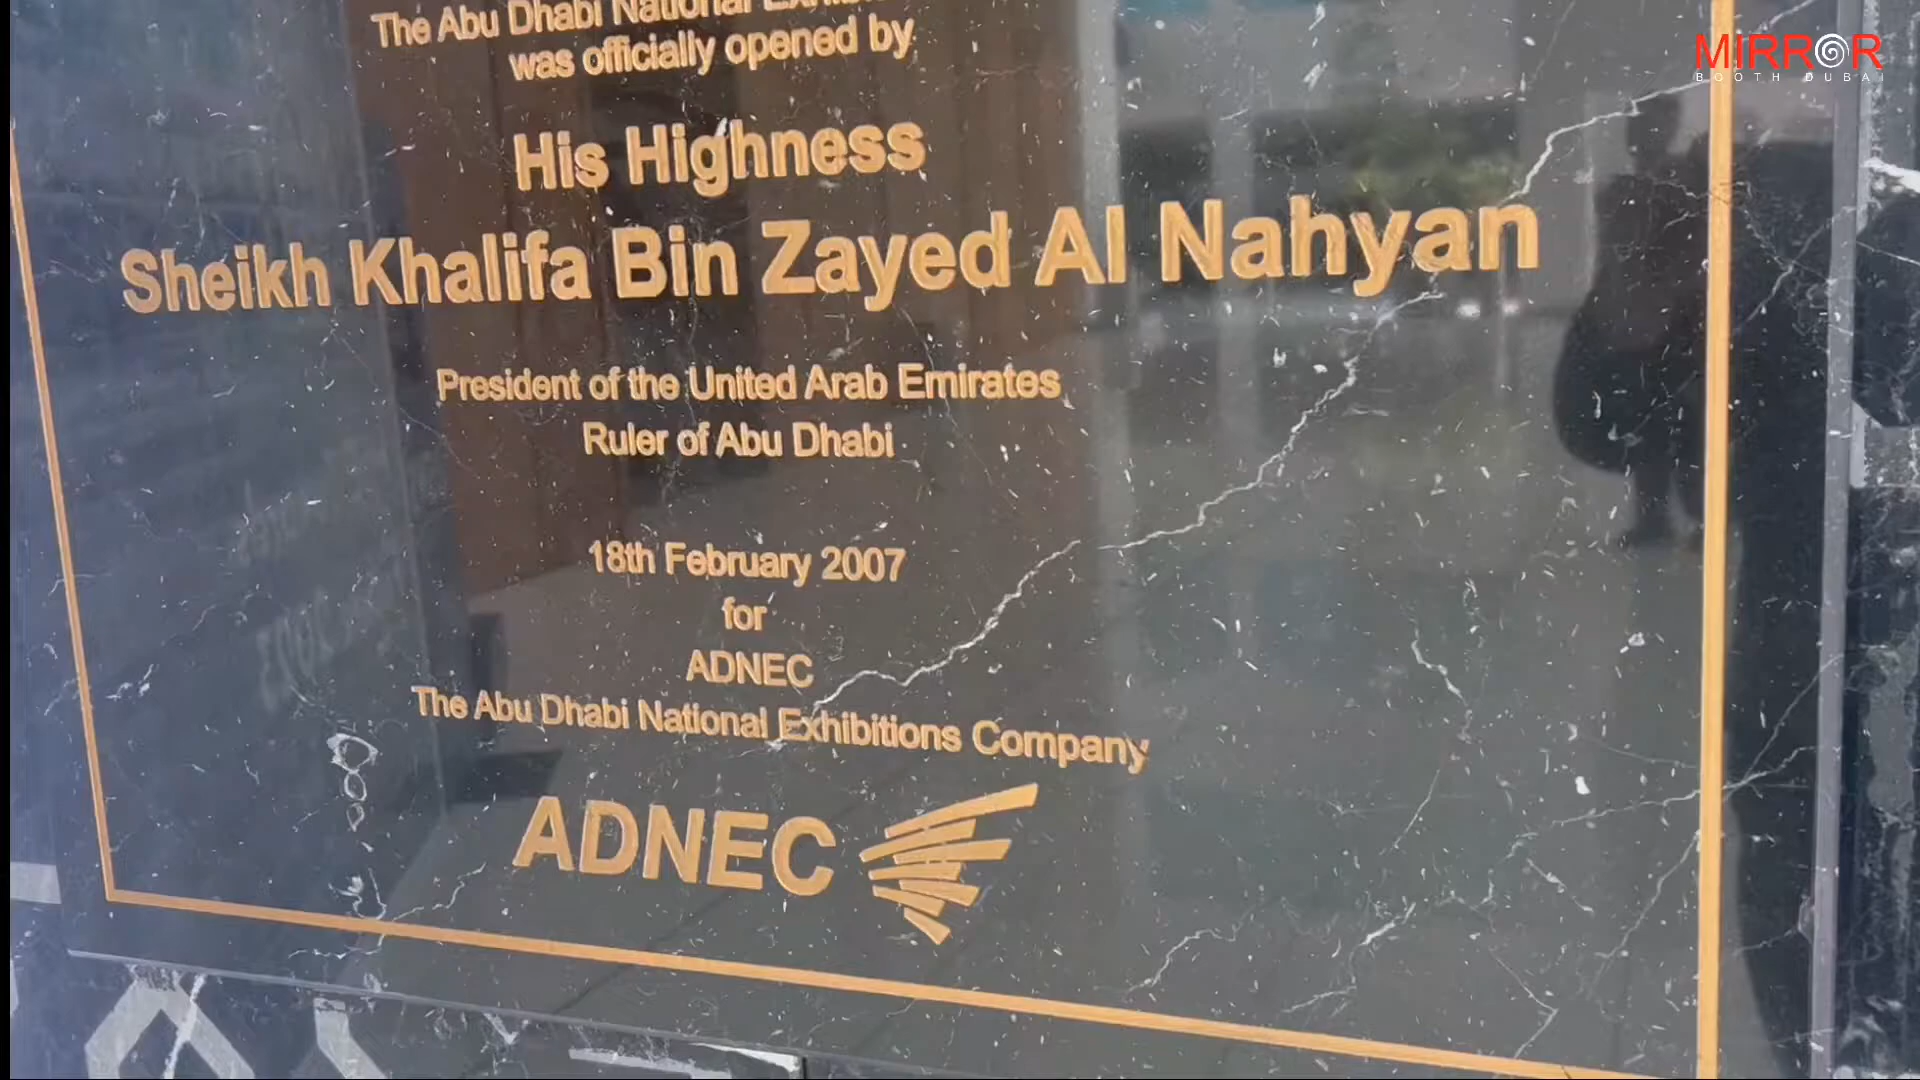 The Abu Dhabi National
was officially opened by
His Highness
Sheikh Khalifa Bin Zayed Al Nahyan
President of the United Arab Emirates
Ruler of Abu Dhabi
18th February 2007
for
ADNEC
The Abu Dhabi National Exhibitions Company
ADNEC
MIRROR
BOOTH DUBAI